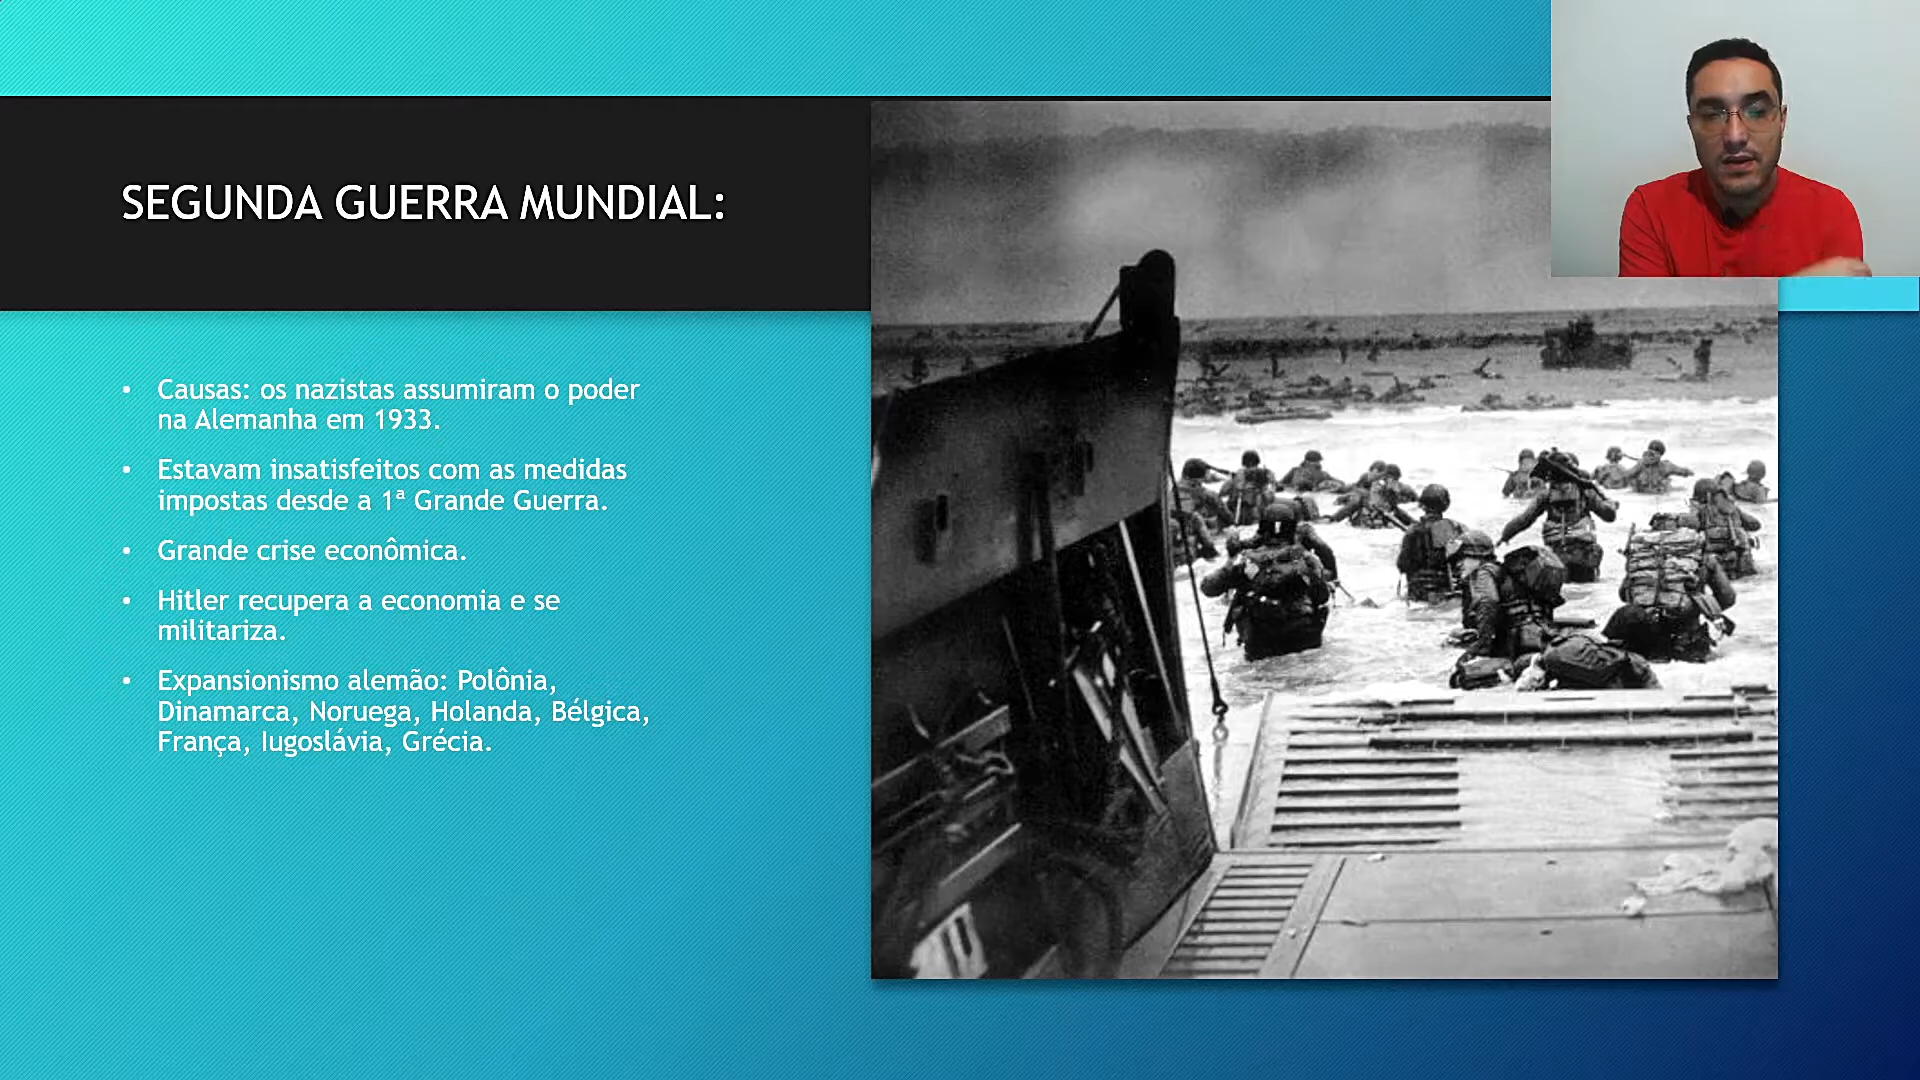 SEGUNDA GUERRA MUNDIAL:
• Causas: os nazistas assumiram o poder
na Alemanha em 1933.
• Estavam insatisfeitos com as medidas
impostas desde a 1ª Grande Guerra.
• Grande crise econômica.
• Hitler recupera a economia e se
militariza.
• Expansionismo alemão: Polônia,
Dinamarca, Noruega, Holanda, Bélgica,
França, Iugoslávia, Grécia.